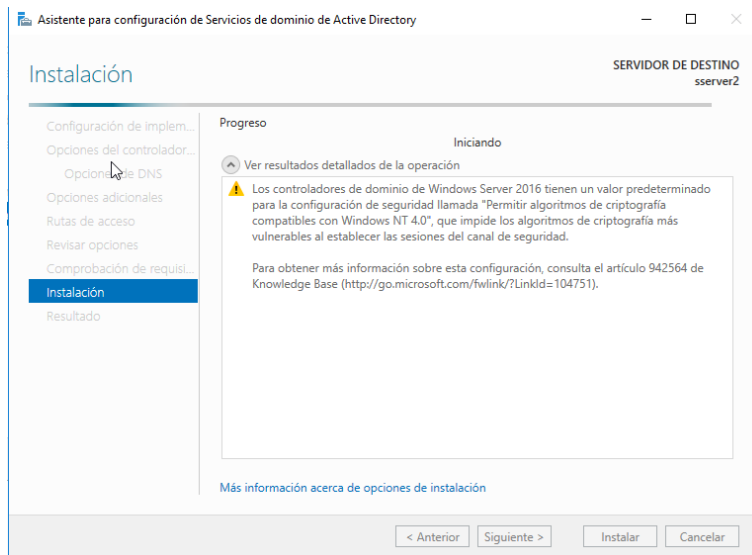 Asistente para configuración de Servicios de dominio de Active Directory
Instalación
SERVIDOR DE DESTINO
sserver2
Configuración de implem...
Opciones del controlador...
Opciones de DNS
Opciones adicionales
Rutas de acceso
Revisar opciones
Comprobación de requisi...
Instalación
Resultado
Progreso
Iniciando
Ver resultados detallados de la operación
Los controladores de dominio de Windows Server 2016 tienen un valor predeterminado
para la configuración de seguridad llamada "Permitir algoritmos de criptografía
compatibles con Windows NT 4.0", que impide los algoritmos de criptografía más
vulnerables al establecer las sesiones del canal de seguridad.
Para obtener más información sobre esta configuración, consulta el artículo 942564 de
Knowledge Base (http://go.microsoft.com/fwlink/?LinkId=104751).
Más información acerca de opciones de instalación
< Anterior
Siguiente >
Instalar
Cancelar